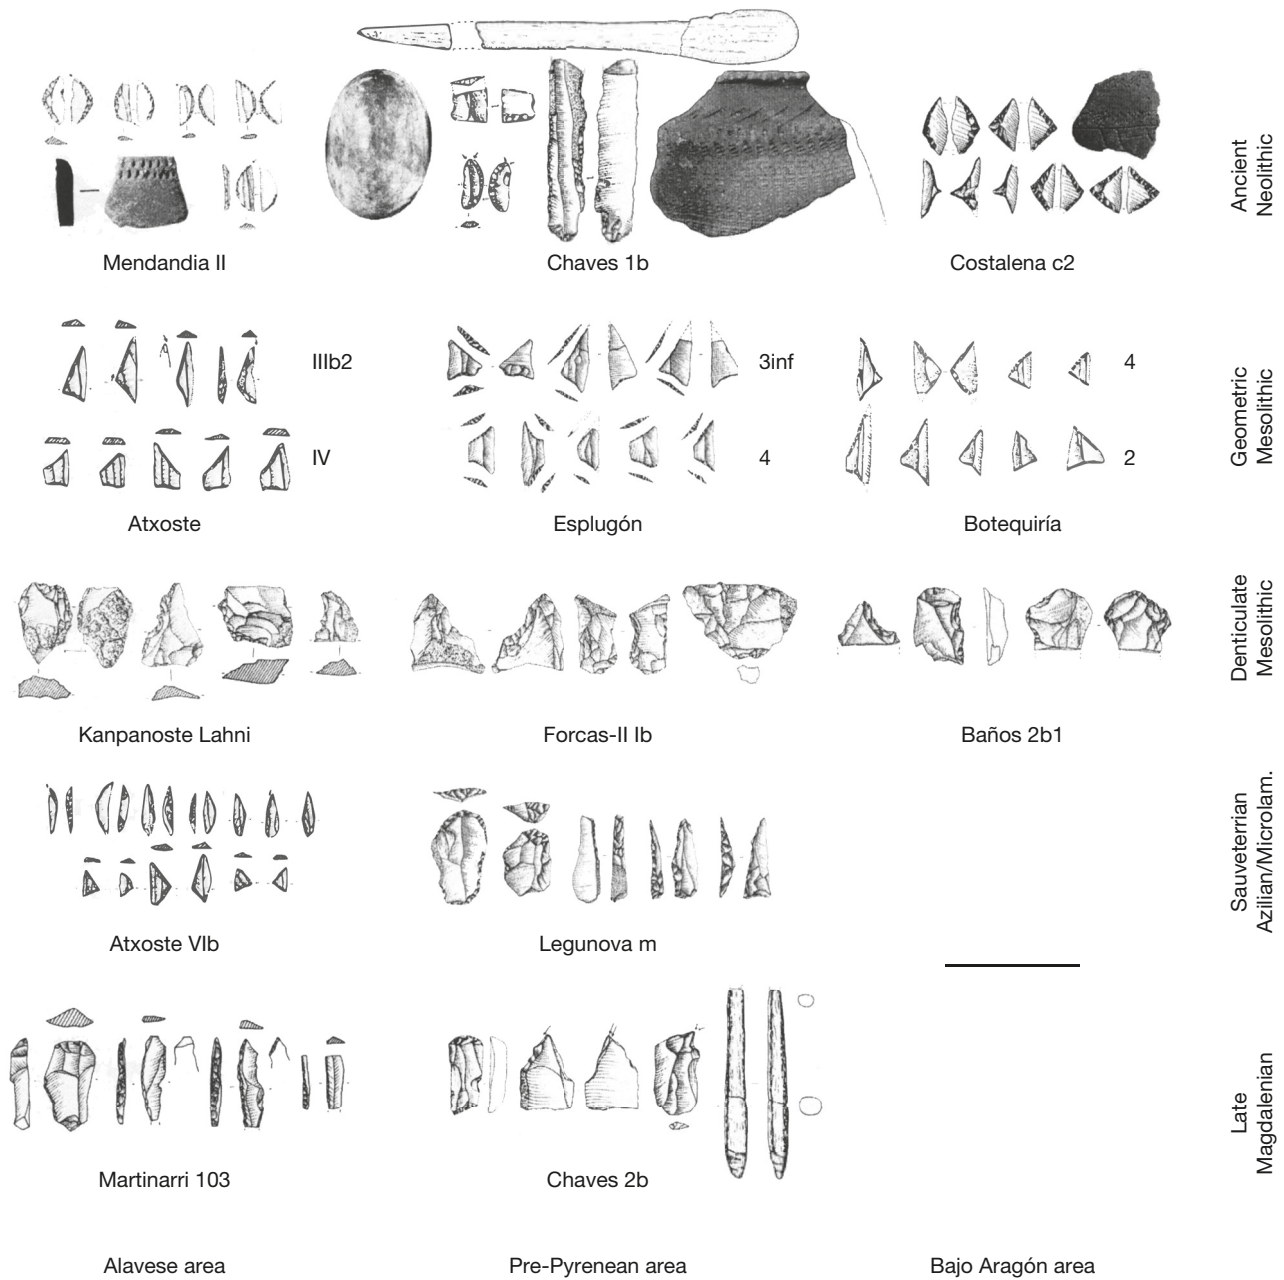 Mendandia II
Chaves 1b
Costalena c2
Ancient
Neolithic
IIIb2
3inf
4
IV
4
2
Atxoste
Esplugón
Botequiría
Geometric
Mesolithic
Kanpanoste Lahni
Forcas-II Ib
Baños 2b1
Denticulate
Mesolithic
Atxoste VIb
Legunova m
Sauveterrian
Azilian/Microlam.
Martinarri 103
Chaves 2b
Late
Magdalenian
Alavese area
Pre-Pyrenean area
Bajo Aragón area